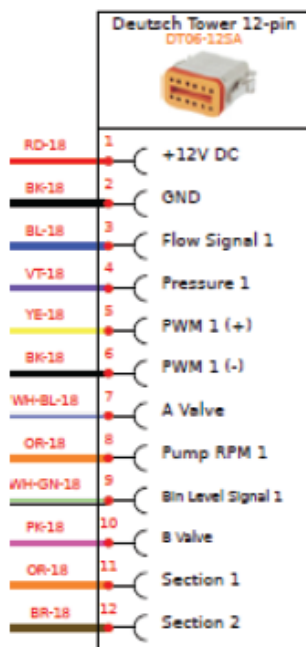 Deutsch Tower 12-pin
DT06-12SA
RD-18 1 +12V DC
BK-18 2 GND
BL-18 3 Flow Signal 1
VT-18 4 Pressure 1
YE-18 5 PWM 1 (+)
BK-18 6 PWM 1 (-)
WH-BL-18 7 A Valve
OR-18 8 Pump RPM 1
WH-GN-18 9 Bin Level Signal 1
PK-18 10 B Valve
OR-18 11 Section 1
BR-18 12 Section 2